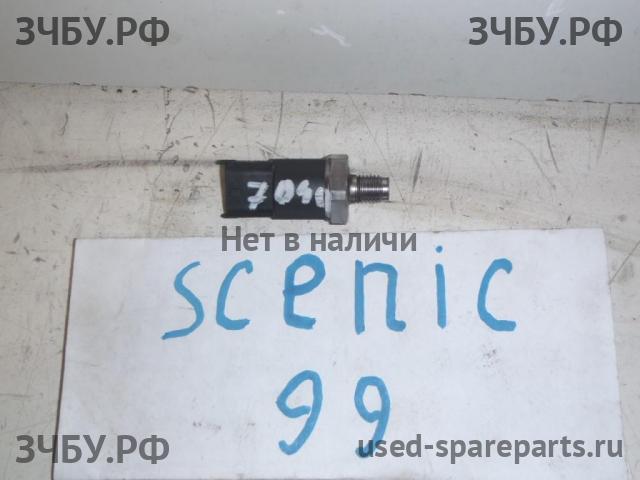 ЗЧБУ.РФ ЗЧБУ.РФ
Нет в наличи
scenic
99
ЗЧБУ.РФ used-spareparts.ru